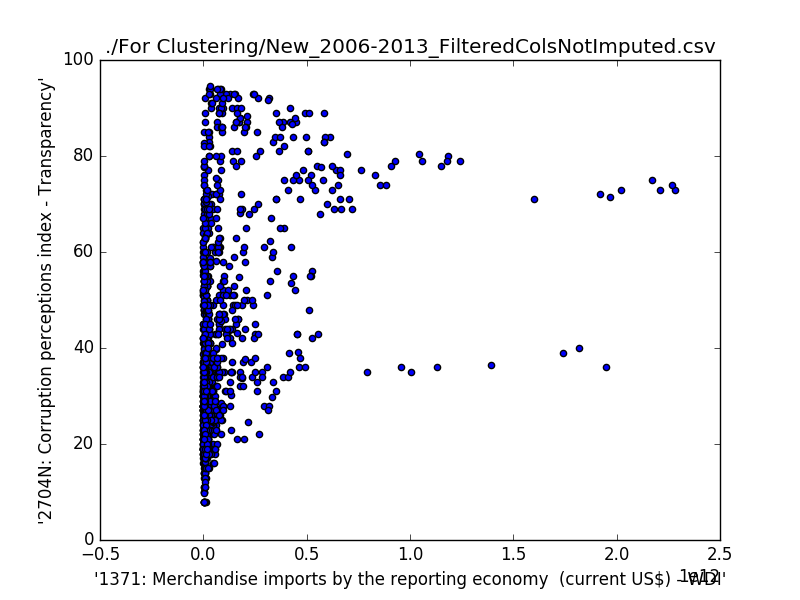 ./For Clustering/New_2006-2013_FilteredColsNotImputed.csv
'2704N: Corruption perceptions index - Transparency'
100
80
60
40
20
0
−0.5 0.0 0.5 1.0 1.5 2.0 2.5
1e12
'1371: Merchandise imports by the reporting economy (current US$) - WDI'